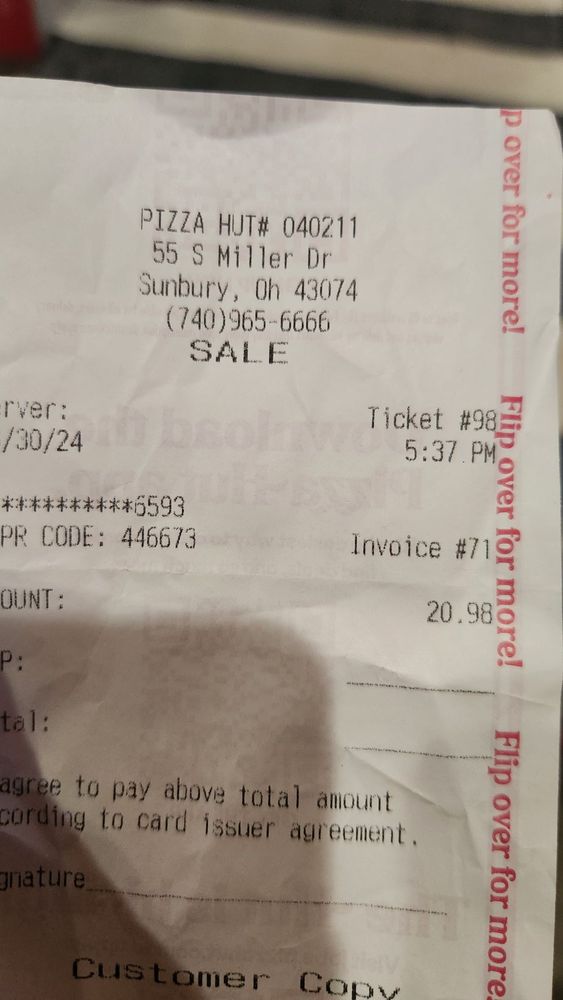 PIZZA HUT# 040211
55 S Miller Dr
Sunbury, Oh 43074
(740)965-6666
SALE
rver:
Ticket #98
/30/24
5:37 PM
**********6593
PR CODE: 446673
Invoice #71
OUNT:
20.98
P:
tal:
agree to pay above total amount
cording to card issuer agreement.
gnature
Customer Copy
p over for more!
Flip over for more!
Flip over for more